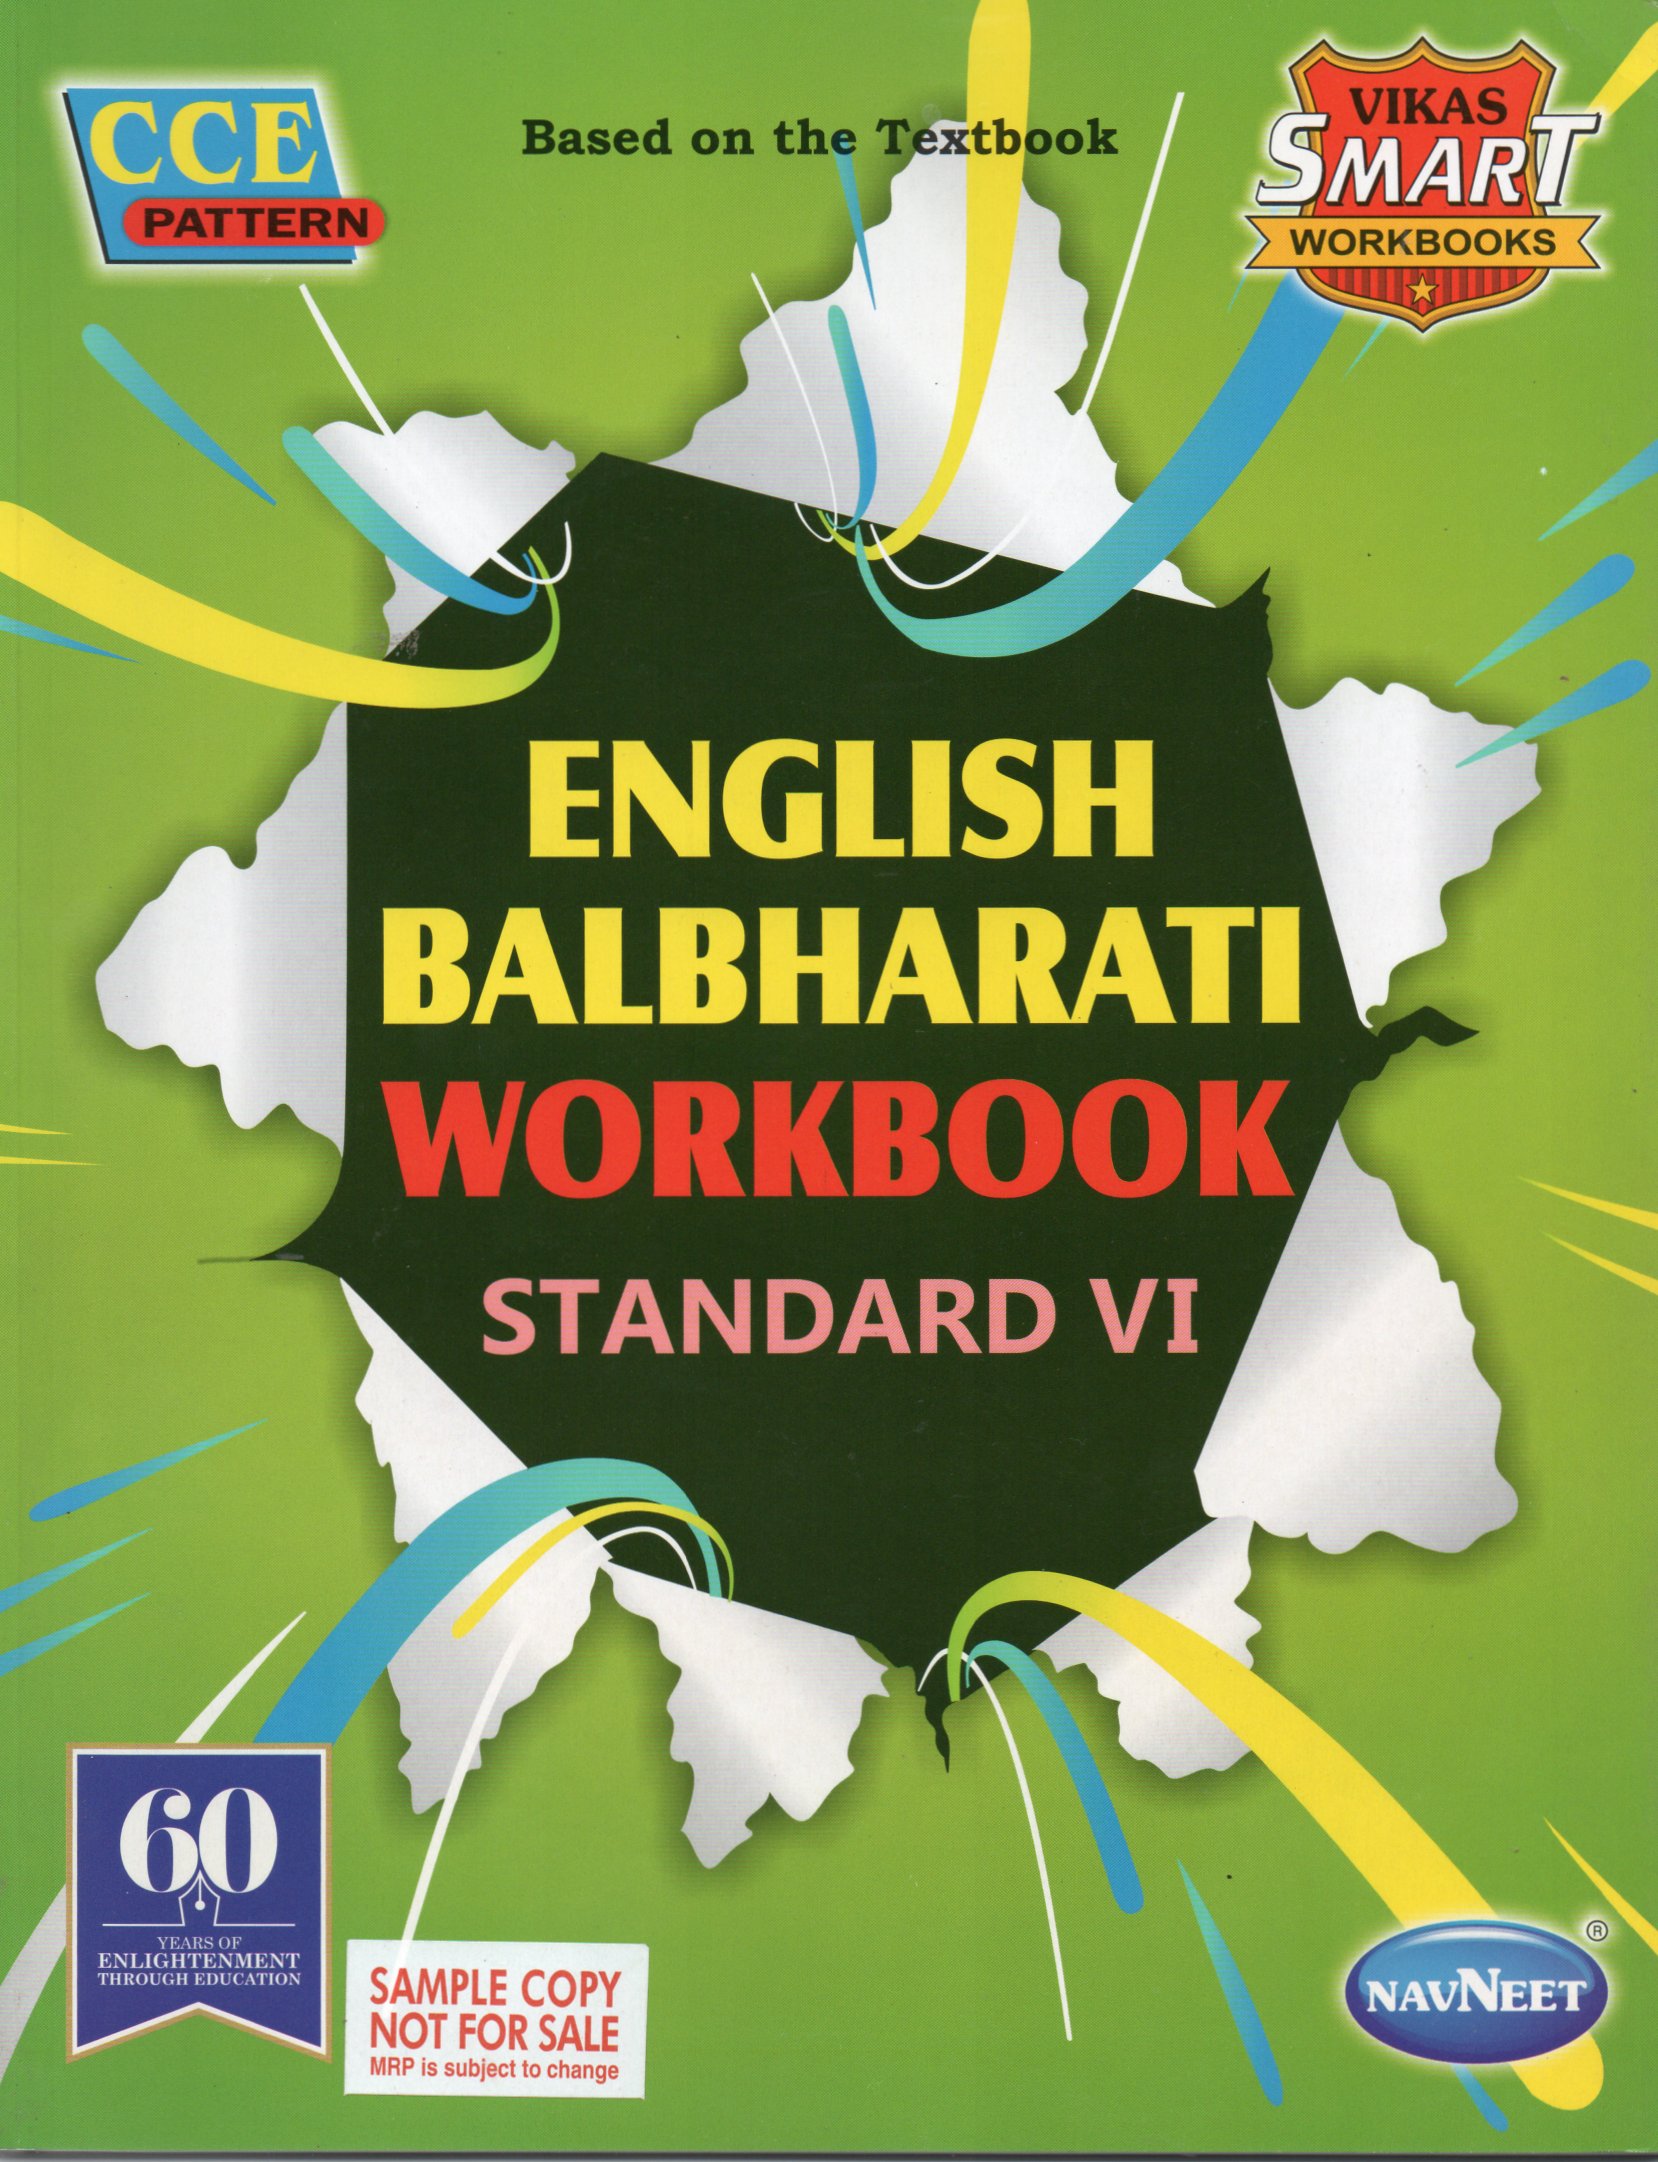 CCE
PATTERN
Based on the Textbook
VIKAS
SMART
WORKBOOKS
ENGLISH
BALBHARATI
WORKBOOK
STANDARD VI
60
YEARS OF
ENLIGHTENMENT
THROUGH EDUCATION
SAMPLE COPY
NOT FOR SALE
MRP is subject to change
NAVNEET ®